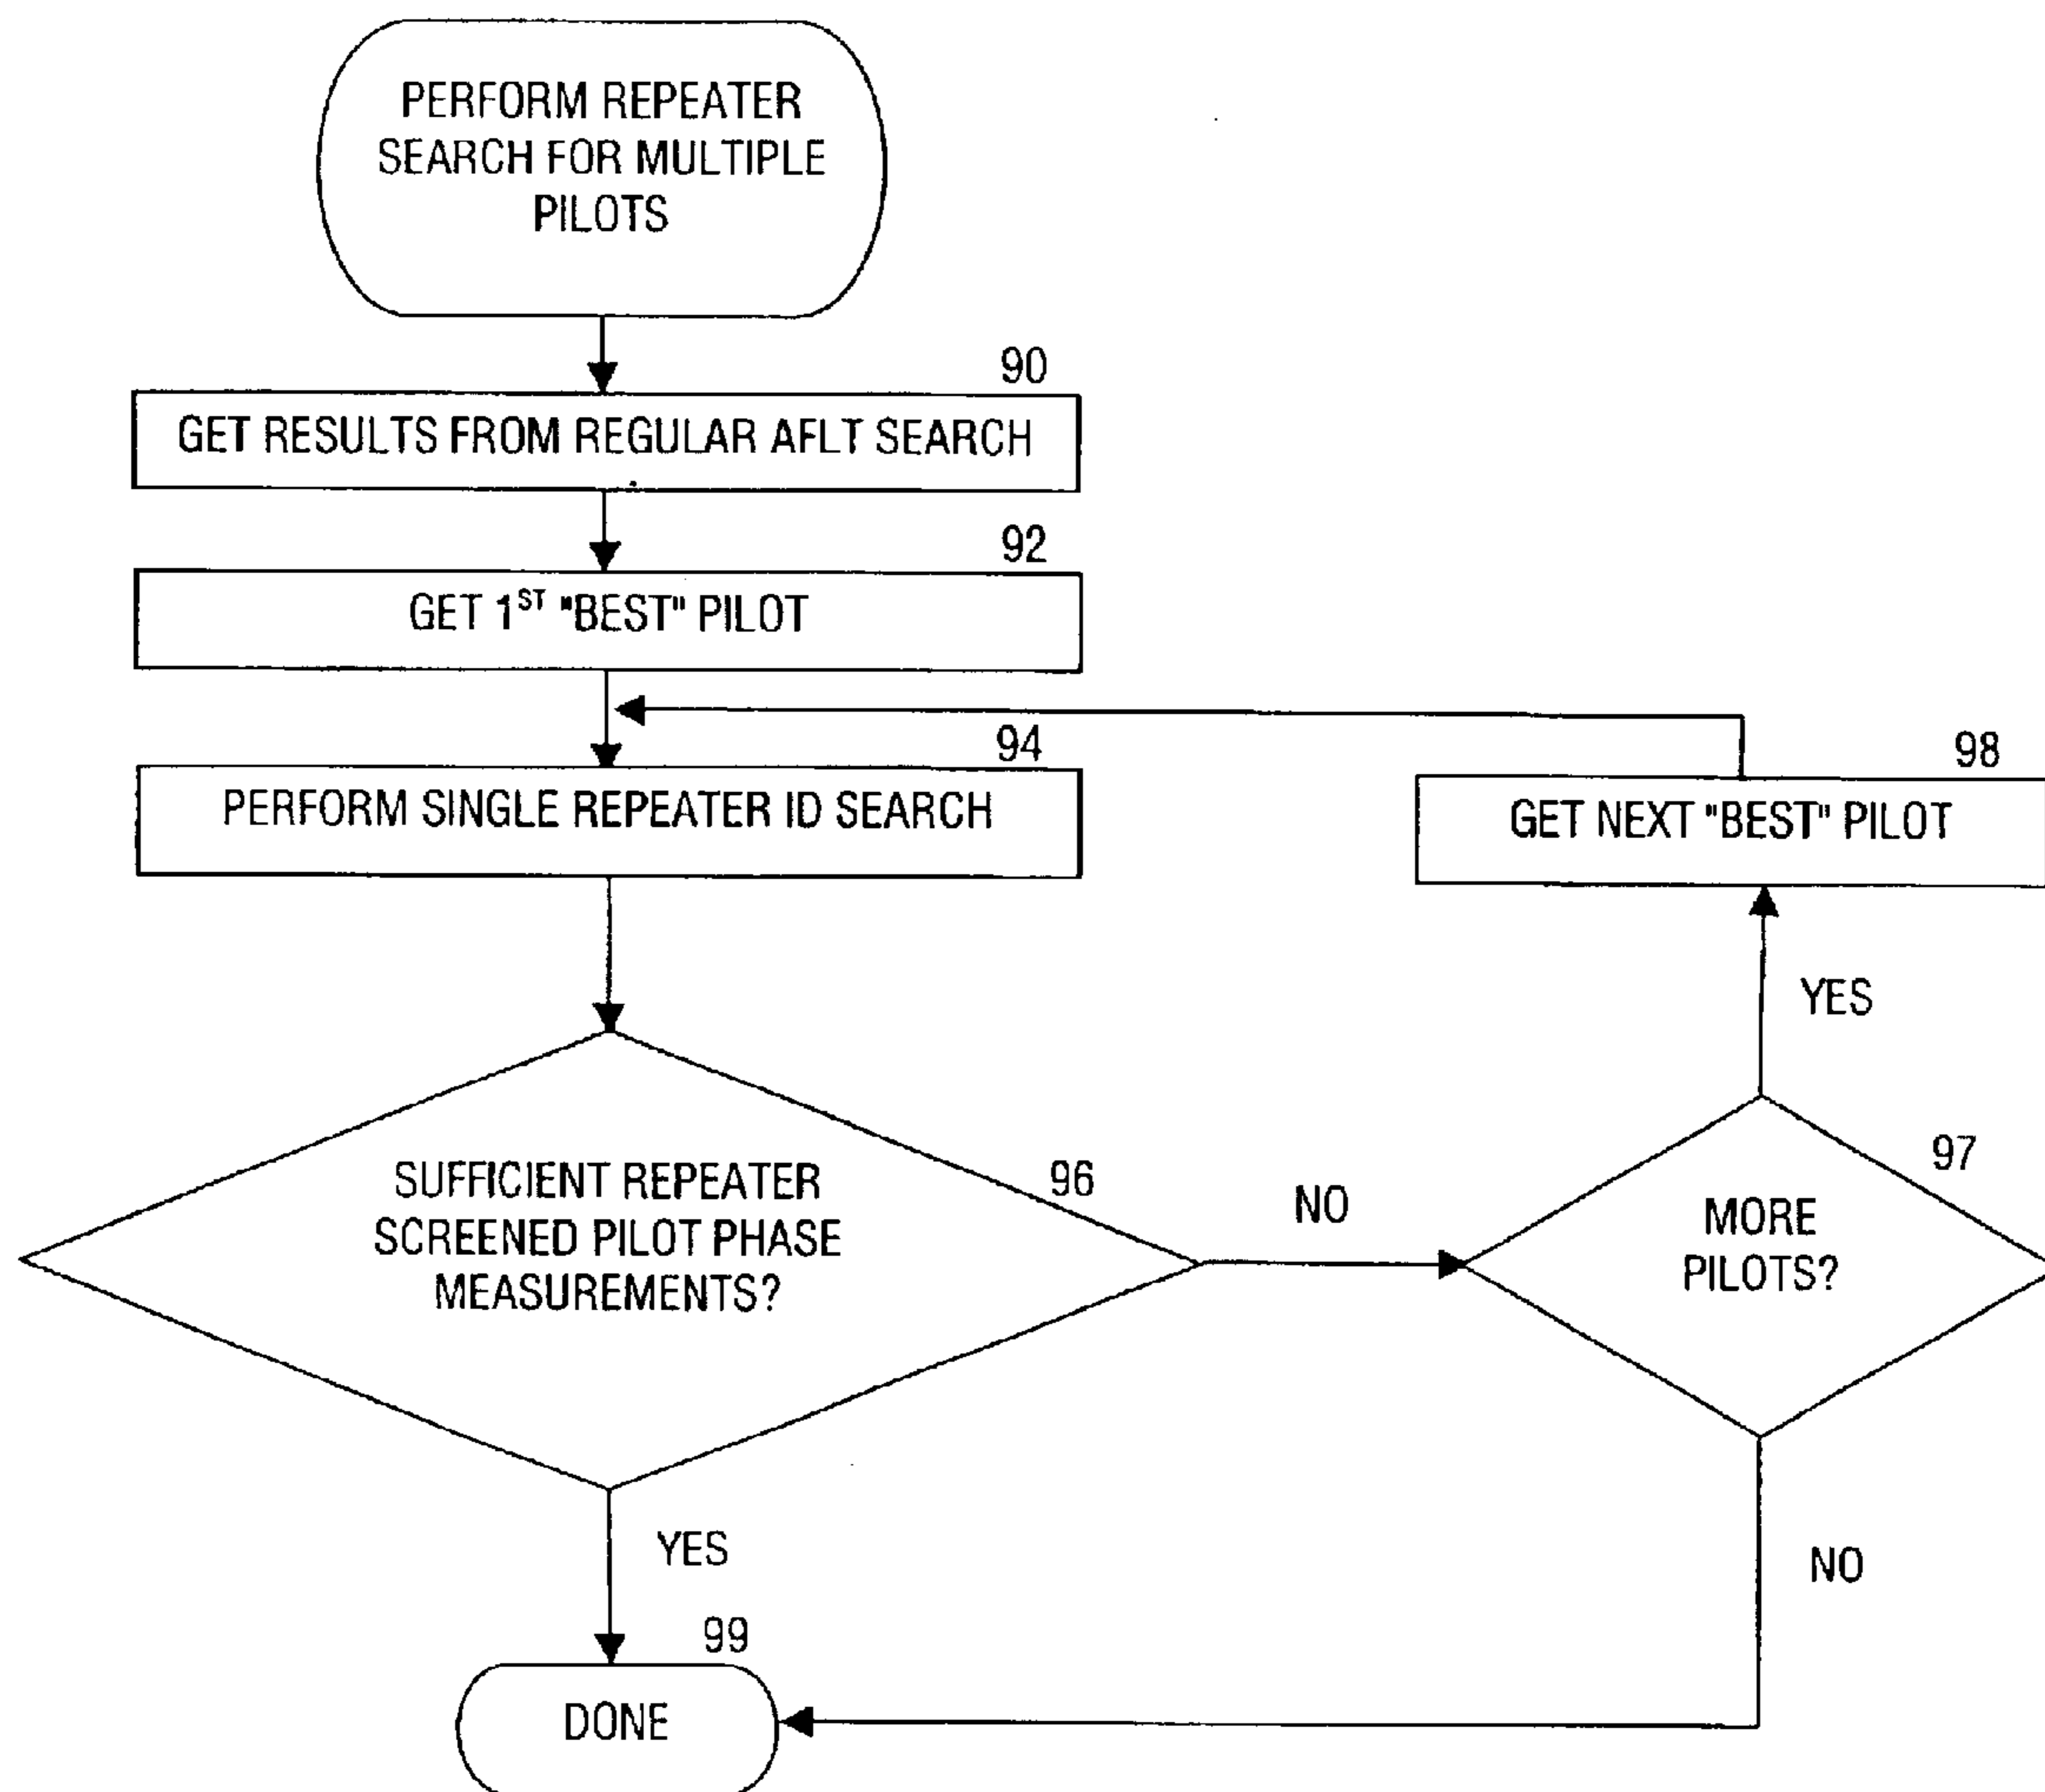 PERFORM REPEATER
SEARCH FOR MULTIPLE
PILOTS
90
GET RESULTS FROM REGULAR AFLT SEARCH
92
GET 1ST "BEST" PILOT
94
PERFORM SINGLE REPEATER ID SEARCH
98
GET NEXT "BEST" PILOT
YES
96
SUFFICIENT REPEATER
SCREENED PILOT PHASE
MEASUREMENTS?
NO
97
MORE
PILOTS?
YES
NO
99
DONE